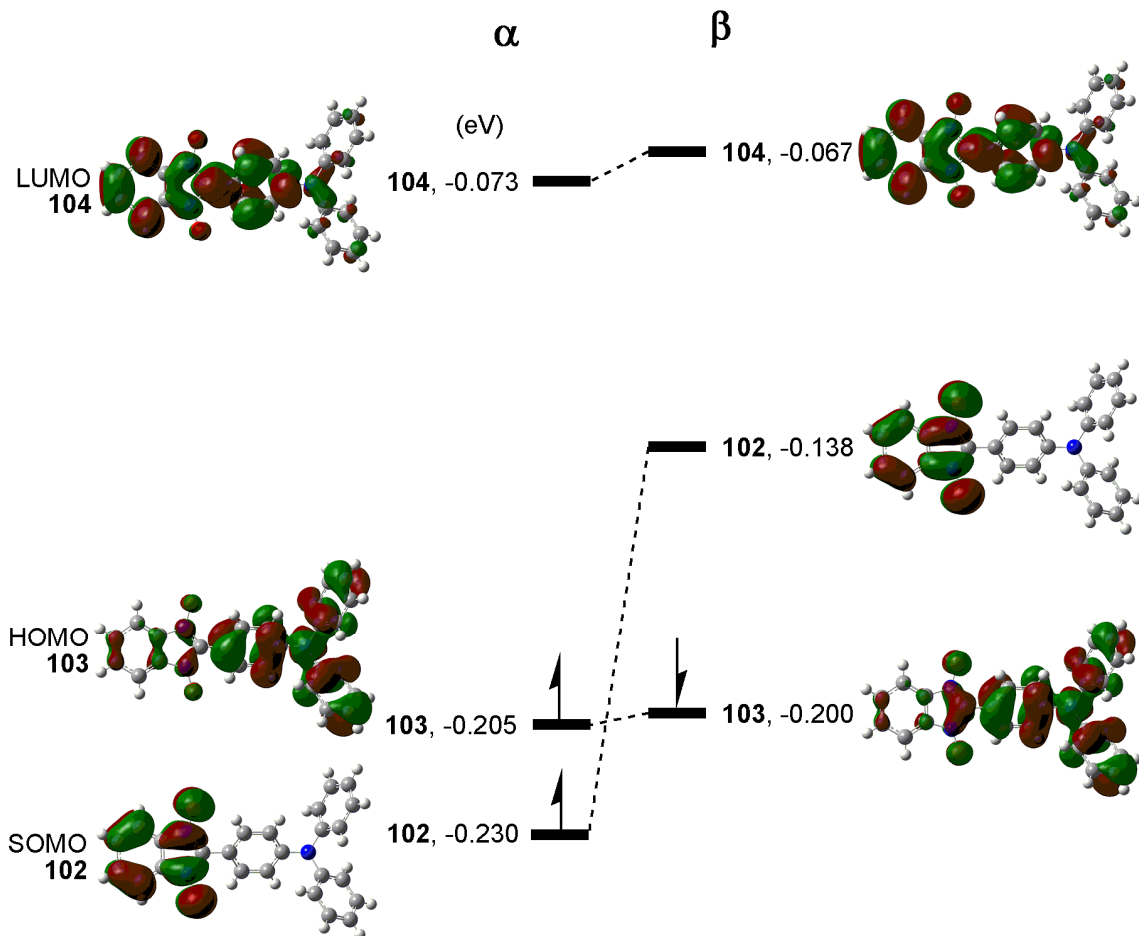 α β
(eV)
LUMO
104
104, -0.073
104, -0.067
102, -0.138
HOMO
103
103, -0.205
103, -0.200
SOMO
102
102, -0.230